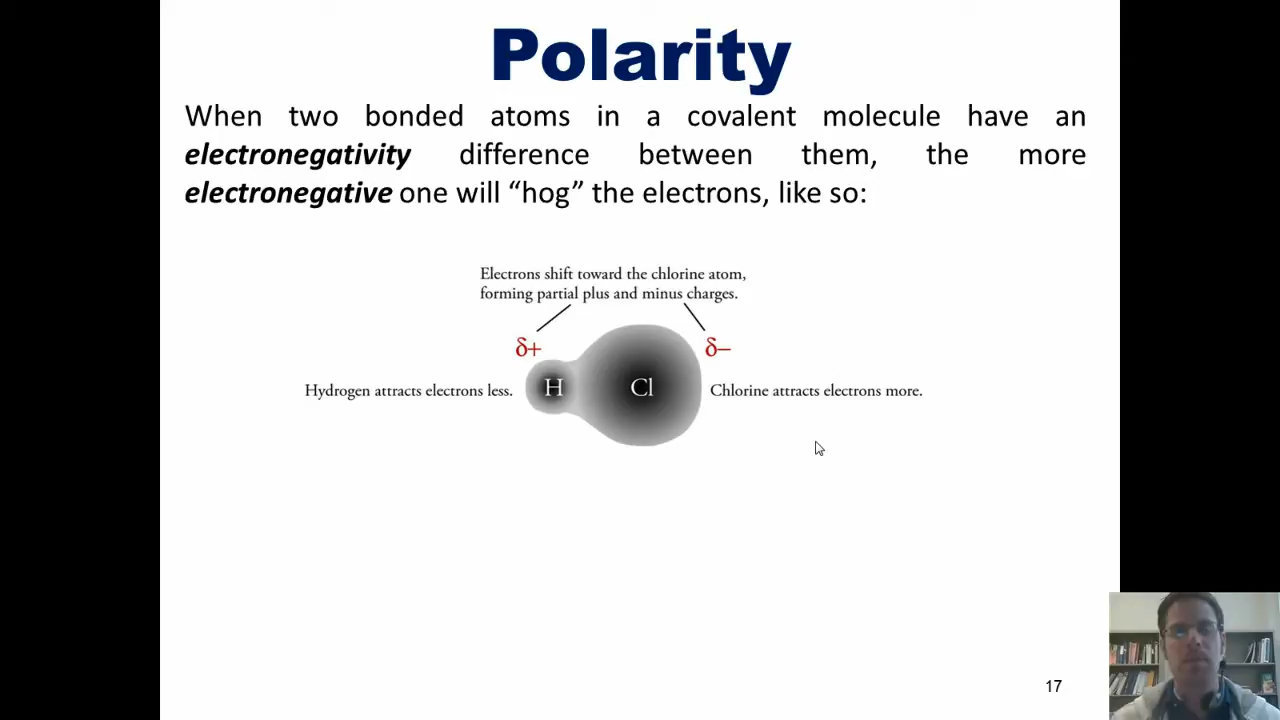 Polarity
When two bonded atoms in a covalent molecule have an
electronegativity difference between them, the more
electronegative one will “hog” the electrons, like so:
Electrons shift toward the chlorine atom,
forming partial plus and minus charges.
δ+ δ–
Hydrogen attracts electrons less. H Cl Chlorine attracts electrons more.
17